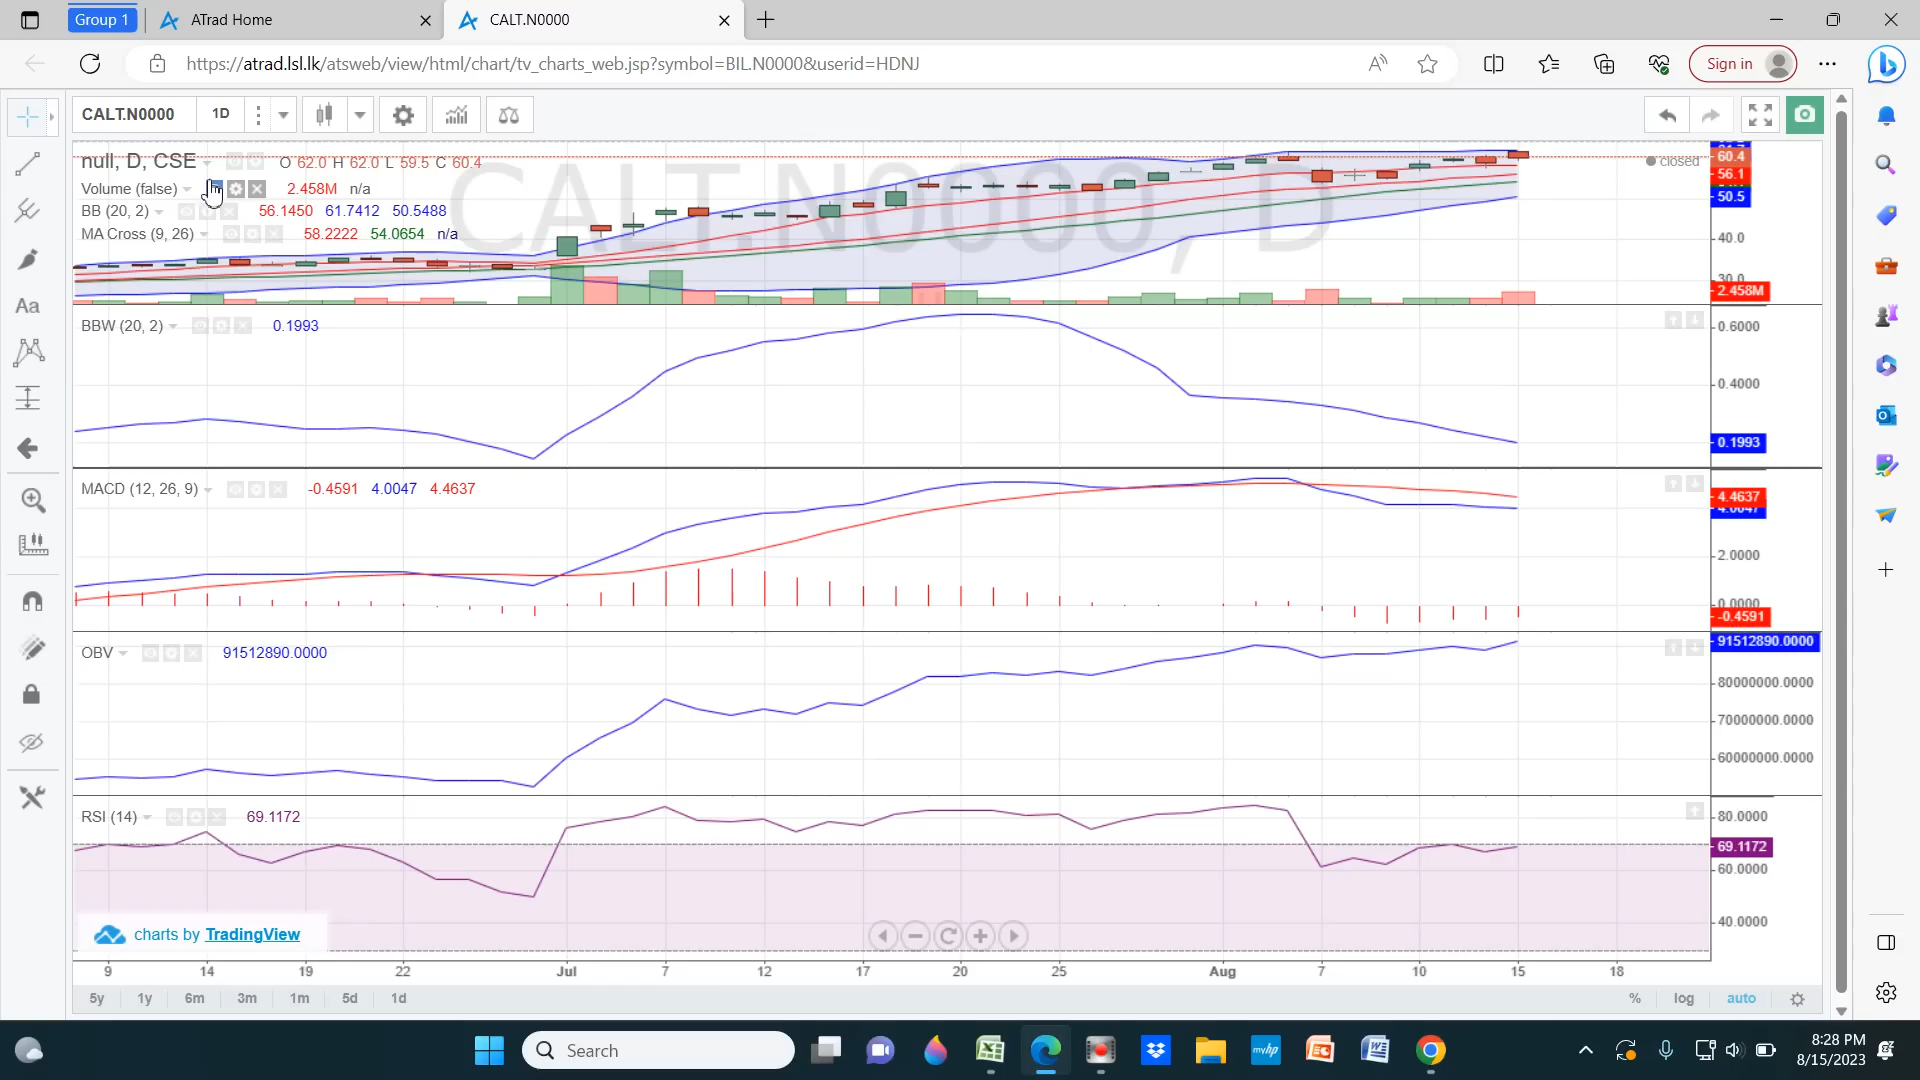 Group 1
ATrad Home
CALT.N0000
https://atrad.lsl.lk/atsweb/view/html/chart/tv_charts_web.jsp?symbol=BIL.N0000&userid=HDNJ
Sign in
CALT.N0000
1D
null, D, CSE
O 62.0 H 62.0 L 59.5 C 60.4
closed
60.4
Volume (false)
2.458M n/a
56.1
BB (20, 2)
56.1450 61.7412 50.5488
50.5
MA Cross (9, 26)
58.2222 54.0654 n/a
CALT.N0000, D
40.0
30.0
2.458M
BBW (20, 2)
0.1993
0.6000
0.4000
0.1993
MACD (12, 26, 9)
-0.4591 4.0047 4.4637
4.4637
4.0047
2.0000
0.0000
-0.4591
OBV
91512890.0000
91512890.0000
80000000.0000
70000000.0000
60000000.0000
RSI (14)
69.1172
80.0000
69.1172
60.0000
40.0000
charts by TradingView
9 14 19 22 Jul 7 12 17 20 25 Aug 7 10 15 18
5y 1y 6m 3m 1m 5d 1d
% log auto
Search
8:28 PM
8/15/2023